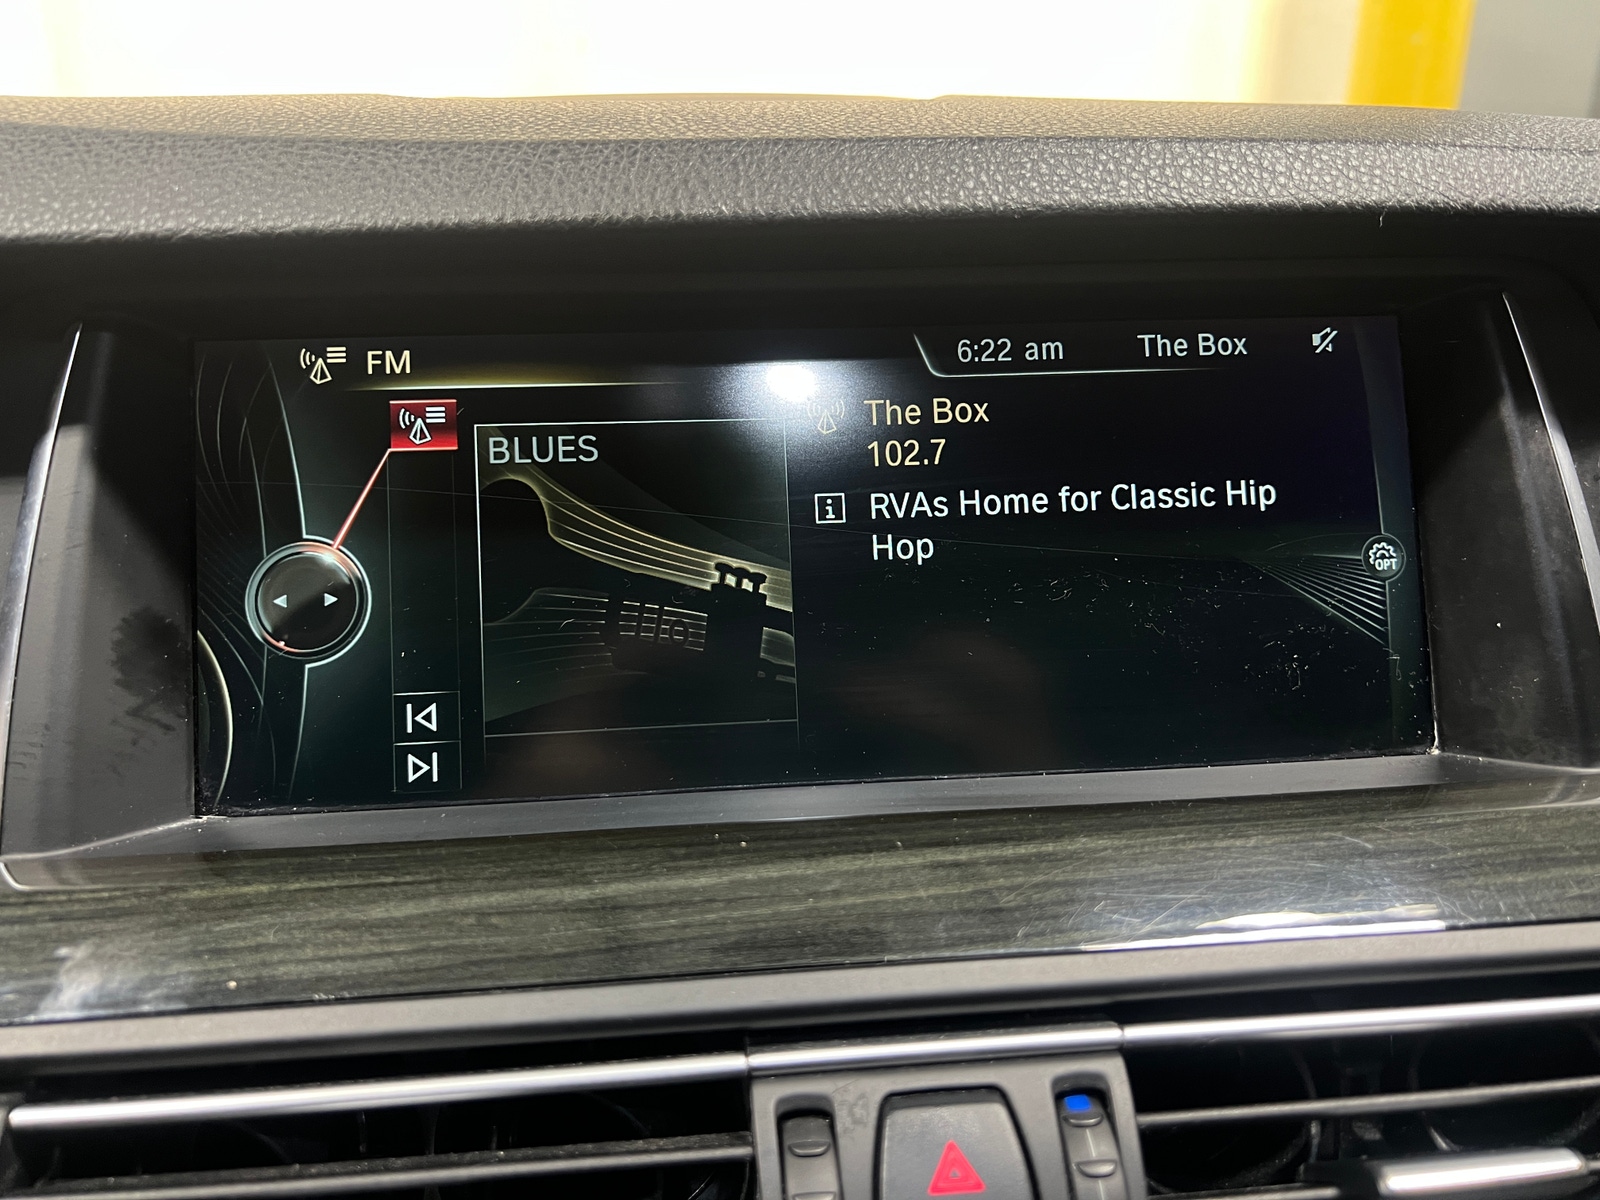 FM
6:22 am
The Box
BLUES
The Box
102.7
i
RVAs Home for Classic Hip
Hop
OPT